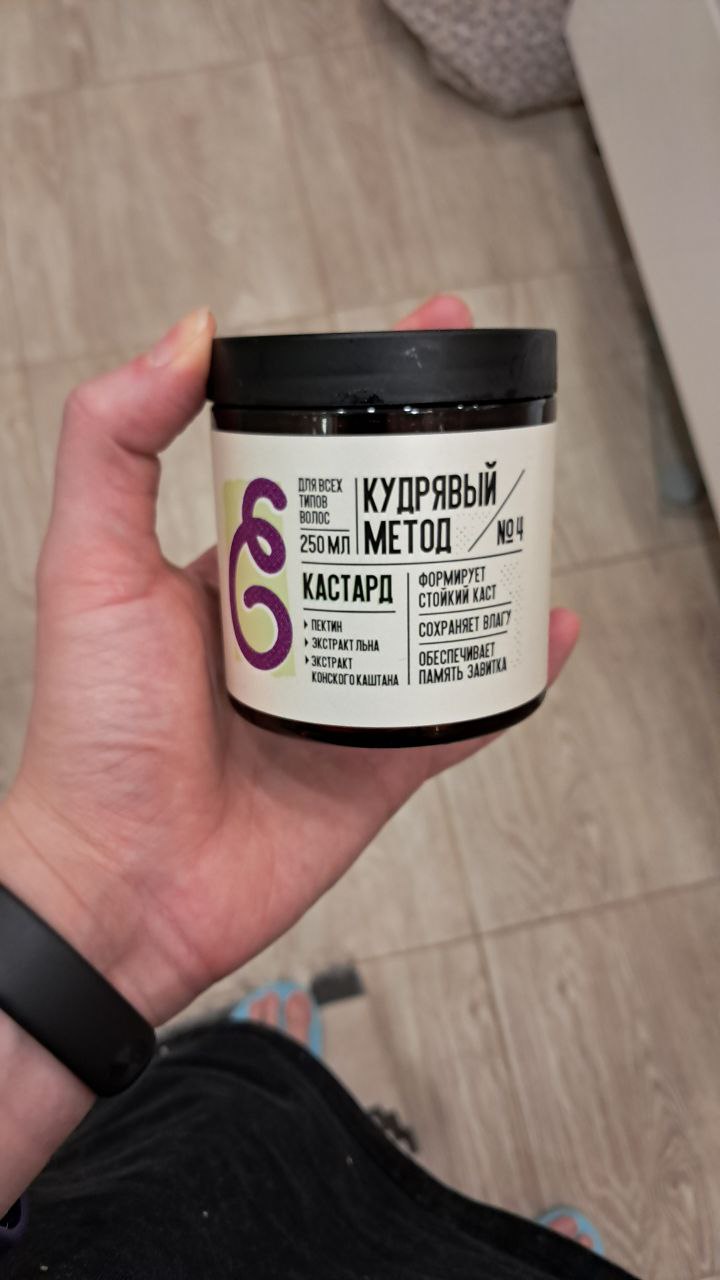 ДЛЯ ВСЕХ
ТИПОВ
ВОЛОС
250 МЛ
КУДРЯВЫЙ
МЕТОД
№4
КАСТАРД
ПЕКТИН
ЭКСТРАКТ ЛЬНА
ЭКСТРАКТ
КОНСКОГО КАШТАНА
ФОРМИРУЕТ
СТОЙКИЙ КАСТ
СОХРАНЯЕТ ВЛАГУ
ОБЕСПЕЧИВАЕТ
ПАМЯТЬ ЗАВИТКА